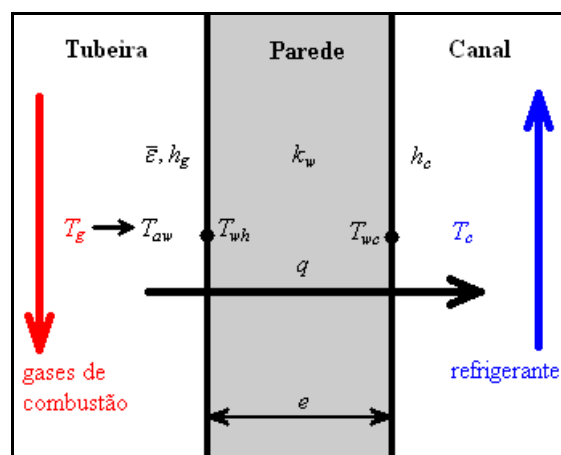 Tubeira Parede Canal
ε̄, h_g k_w h_c
T_g T_aw T_wh T_wc T_c
q
gases de
combustão
refrigerante
e